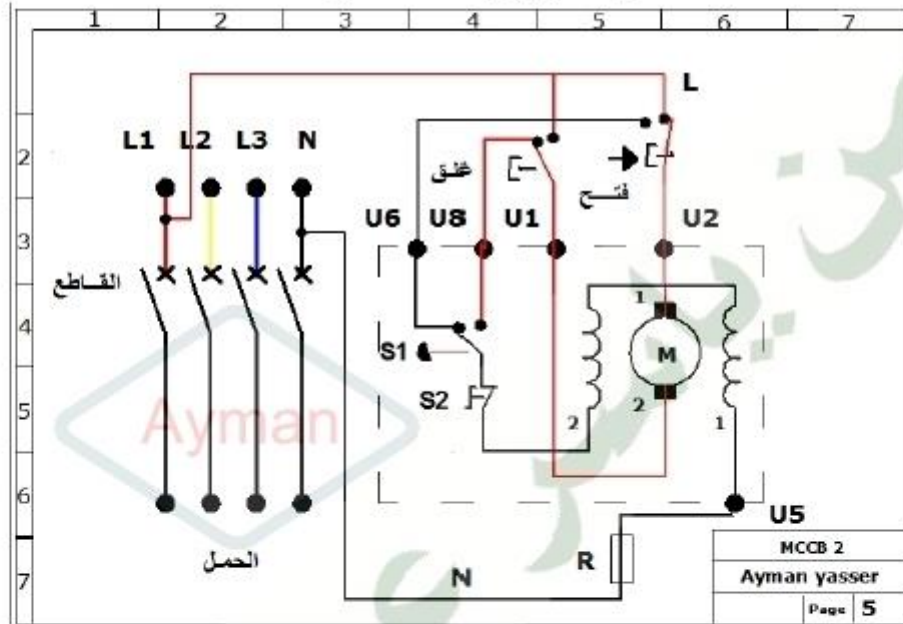 1 2 3 4 5 6 7
2
3
4
5
6
7
L
L1 L2 L3 N
غلق
فتح
U6 U8 U1 U2
القاطع
1
S1
M
S2
2
2
1
Ayman
U5
الحمل
N
R
MCCB 2
Ayman yasser
Page 5